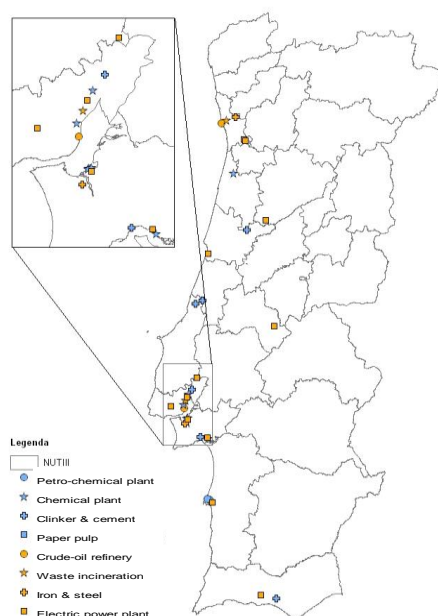 Legenda
NUTIII
Petro-chemical plant
Chemical plant
Clinker & cement
Paper pulp
Crude-oil refinery
Waste incineration
Iron & steel
Electric power plant